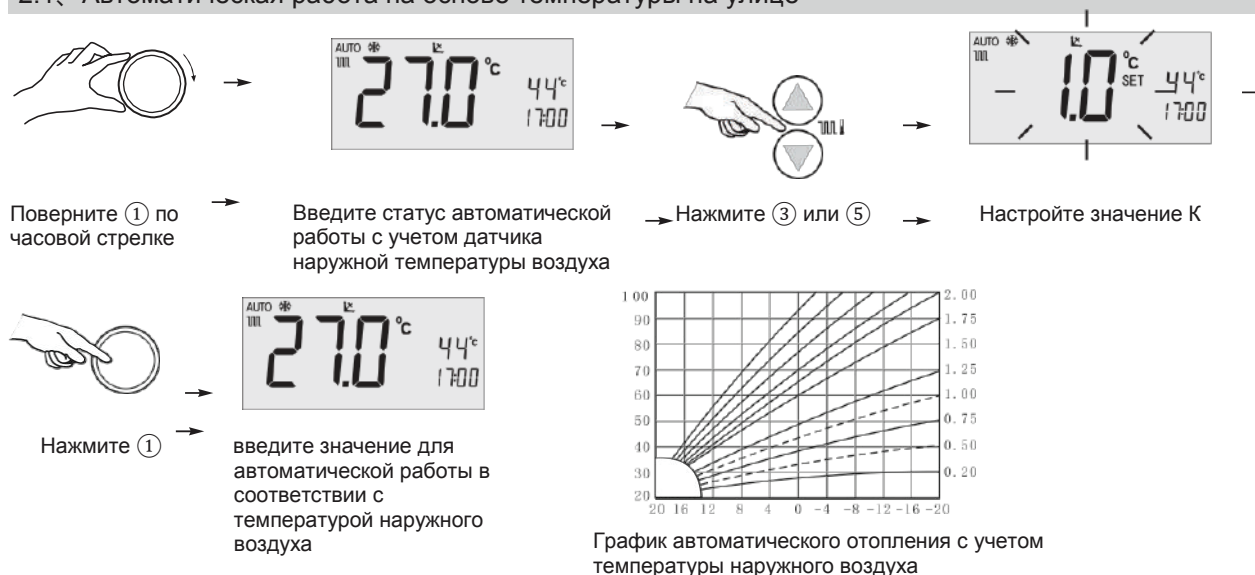 2.4、Автоматическая работа на основе температуры на улице
AUTO
27.0 °C
44°C
17:00
AUTO
1.0 °C
SET
44°C
17:00
Поверните ① по
часовой стрелке
Введите статус автоматической
работы с учетом датчика
наружной температуры воздуха
Нажмите ③ или ⑤
Настройте значение К
AUTO
27.0 °C
44°C
17:00
Нажмите ①
введите значение для
автоматической работы в
соответствии с
температурой наружного
воздуха
100
90
80
70
60
50
40
30
20
2.00
1.75
1.50
1.25
1.00
0.75
0.50
0.20
20 16 12 8 4 0 -4 -8 -12 -16 -20
График автоматического отопления с учетом
температуры наружного воздуха